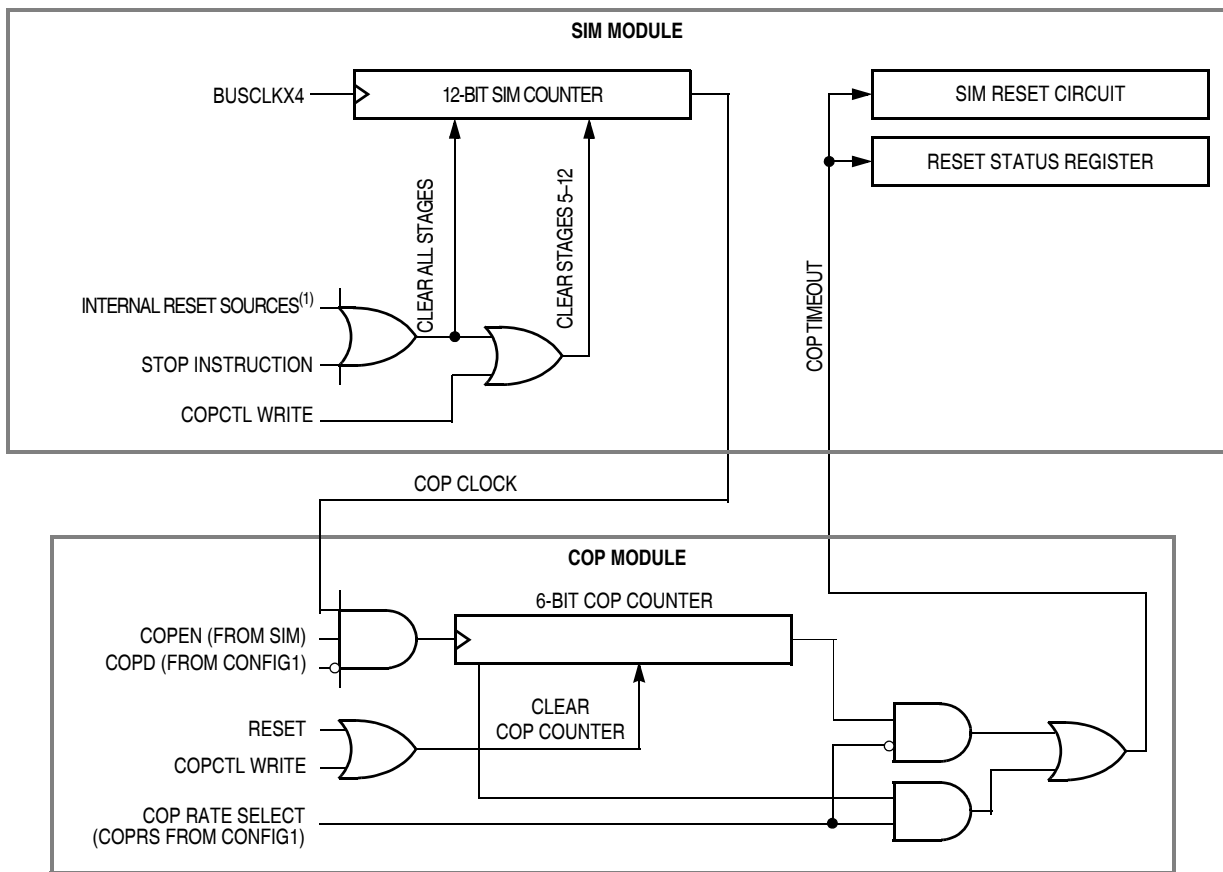 SIM MODULE
BUSCLKX4
12-BIT SIM COUNTER
SIM RESET CIRCUIT
RESET STATUS REGISTER
CLEAR ALL STAGES
CLEAR STAGES 5–12
COP TIMEOUT
INTERNAL RESET SOURCES(1)
STOP INSTRUCTION
COPCTL WRITE
COP CLOCK
COP MODULE
6-BIT COP COUNTER
COPEN (FROM SIM)
COPD (FROM CONFIG1)
CLEAR
COP COUNTER
RESET
COPCTL WRITE
COP RATE SELECT
(COPRS FROM CONFIG1)